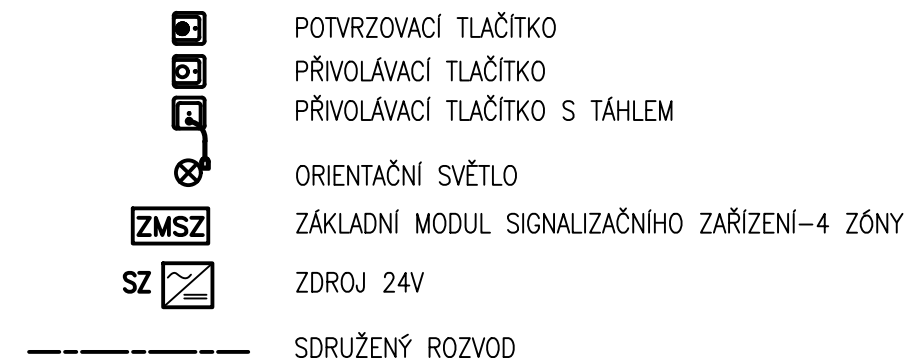 POTVRZOVACÍ TLAČÍTKO
PŘIVOLÁVACÍ TLAČÍTKO
PŘIVOLÁVACÍ TLAČÍTKO S TÁHLEM
ORIENTAČNÍ SVĚTLO
ZMSZ ZÁKLADNÍ MODUL SIGNALIZAČNÍHO ZAŘÍZENÍ-4 ZÓNY
SZ ZDROJ 24V
SDRUŽENÝ ROZVOD